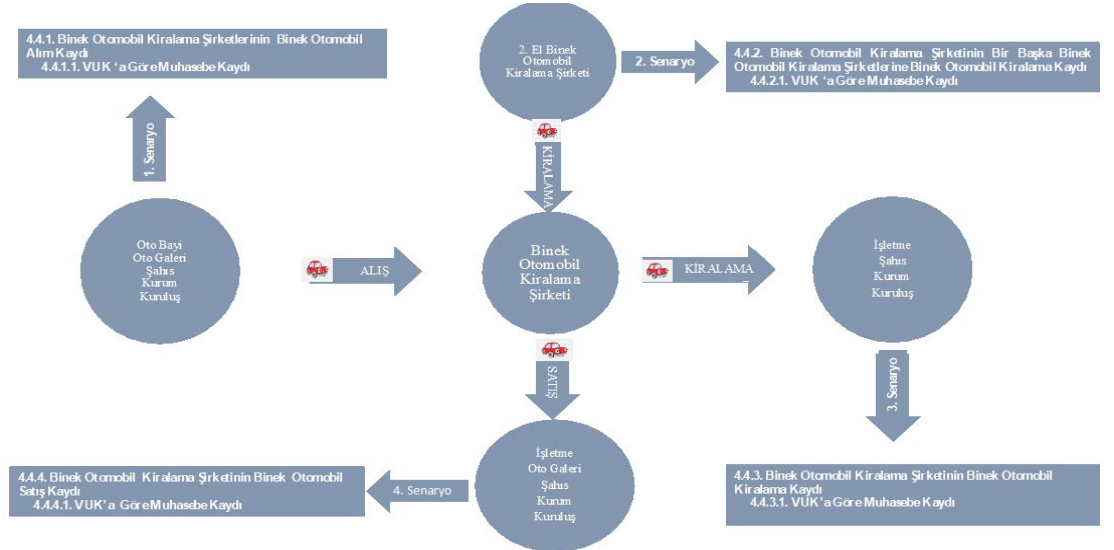 4.4.1. Binek Otomobil Kiralama Şirketlerinin Binek Otomobil
Alım Kaydı
4.4.1.1. VUK ‘a Göre Muhasebe Kaydı
2. El Binek
Otomobil
Kiralama Şirketi
2. Senaryo
4.4.2. Binek Otomobil Kiralama Şirketinin Bir Başka Binek
Otomobil Kiralama Şirketlerine Binek Otomobil Kiralama Kaydı
4.4.2.1. VUK ‘a Göre Muhasebe Kaydı
1. Senaryo
KİRALAMA
Oto Bayi
Oto Galeri
Şahıs
Kurum
Kuruluş
ALIŞ
Binek
Otomobil
Kiralama
Şirketi
KİRALAMA
İşletme
Şahıs
Kurum
Kuruluş
SATIŞ
3. Senaryo
İşletme
Oto Galeri
Şahıs
Kurum
Kuruluş
4. Senaryo
4.4.4. Binek Otomobil Kiralama Şirketinin Binek Otomobil
Satış Kaydı
4.4.4.1. VUK’a Göre Muhasebe Kaydı
4.4.3. Binek Otomobil Kiralama Şirketinin Binek Otomobil
Kiralama Kaydı
4.4.3.1. VUK ‘a Göre Muhasebe Kaydı